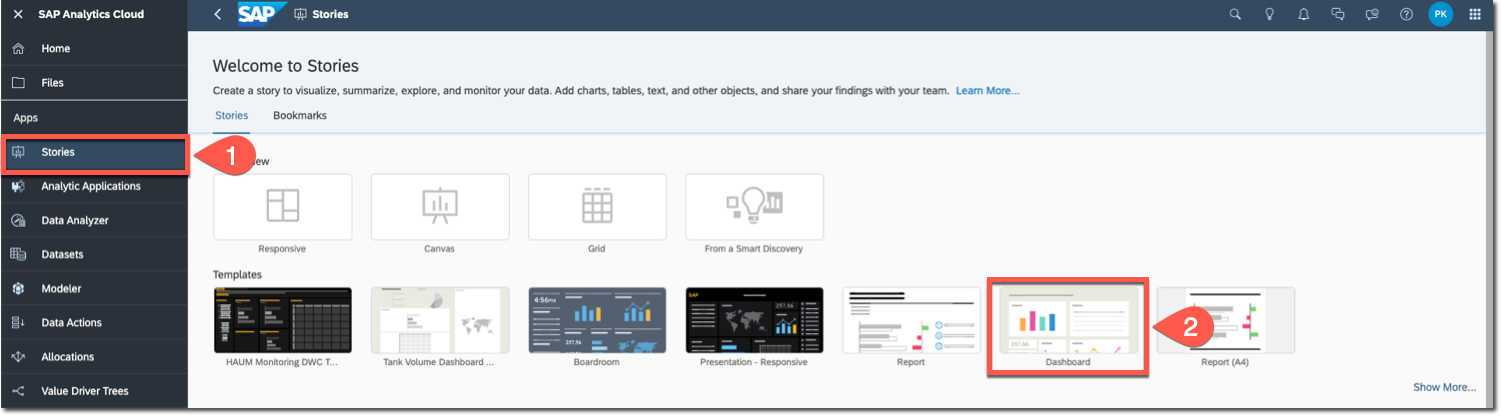 SAP Analytics Cloud
SAP
Stories
PK
Home
Files
Apps
Stories
Analytic Applications
Data Analyzer
Datasets
Modeler
Data Actions
Allocations
Value Driver Trees
Welcome to Stories
Create a story to visualize, summarize, explore, and monitor your data. Add charts, tables, text, and other objects, and share your findings with your team. Learn More...
Stories Bookmarks
1
Responsive Canvas Grid From a Smart Discovery
Templates
4:56PM
SAP
257.56
257.56
2
HAUM Monitoring DWC T... Tank Volume Dashboard ... Boardroom Presentation - Responsive Report Dashboard Report (A4)
Show More...